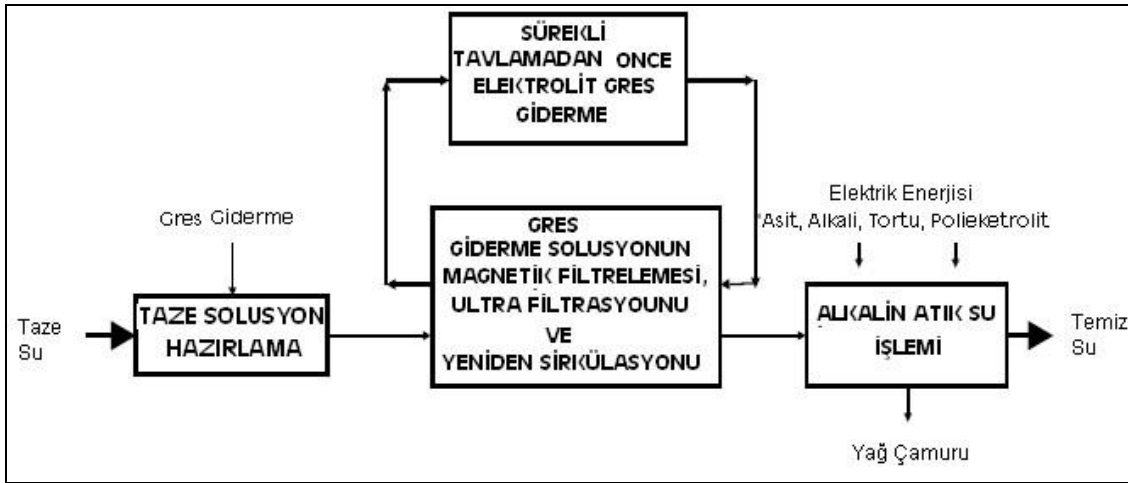 SÜREKLİ
TAVLAMADAN ONCE
ELEKTROLİT GRES
GİDERME
Gres Giderme
Elektrik Enerjisi
'Asit, Alkali, Tortu, Polieketrolit
GRES
GİDERME SOLUSYONUN
MAGNETİK FİLTRELEMESİ,
ULTRA FİLTRASYOUNU
VE
YENİDEN SİRKÜLASYONU
Taze
Su
TAZE SOLUSYON
HAZIRLAMA
ALKALİN ATIK SU
İŞLEMİ
Temiz
Su
Yağ Çamuru